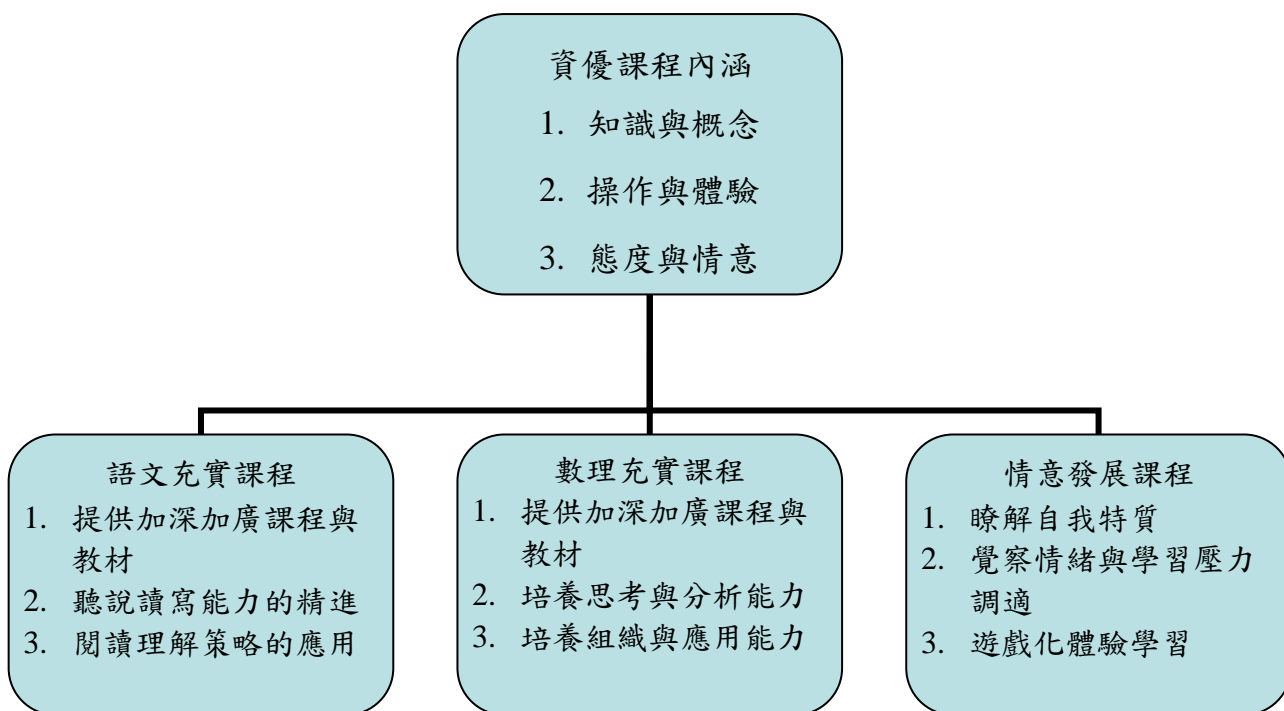 資優課程內涵
1. 知識與概念
2. 操作與體驗
3. 態度與情意
語文充實課程
1. 提供加深加廣課程與
教材
2. 聽說讀寫能力的精進
3. 閱讀理解策略的應用
數理充實課程
1. 提供加深加廣課程與
教材
2. 培養思考與分析能力
3. 培養組織與應用能力
情意發展課程
1. 瞭解自我特質
2. 覺察情緒與學習壓力
調適
3. 遊戲化體驗學習